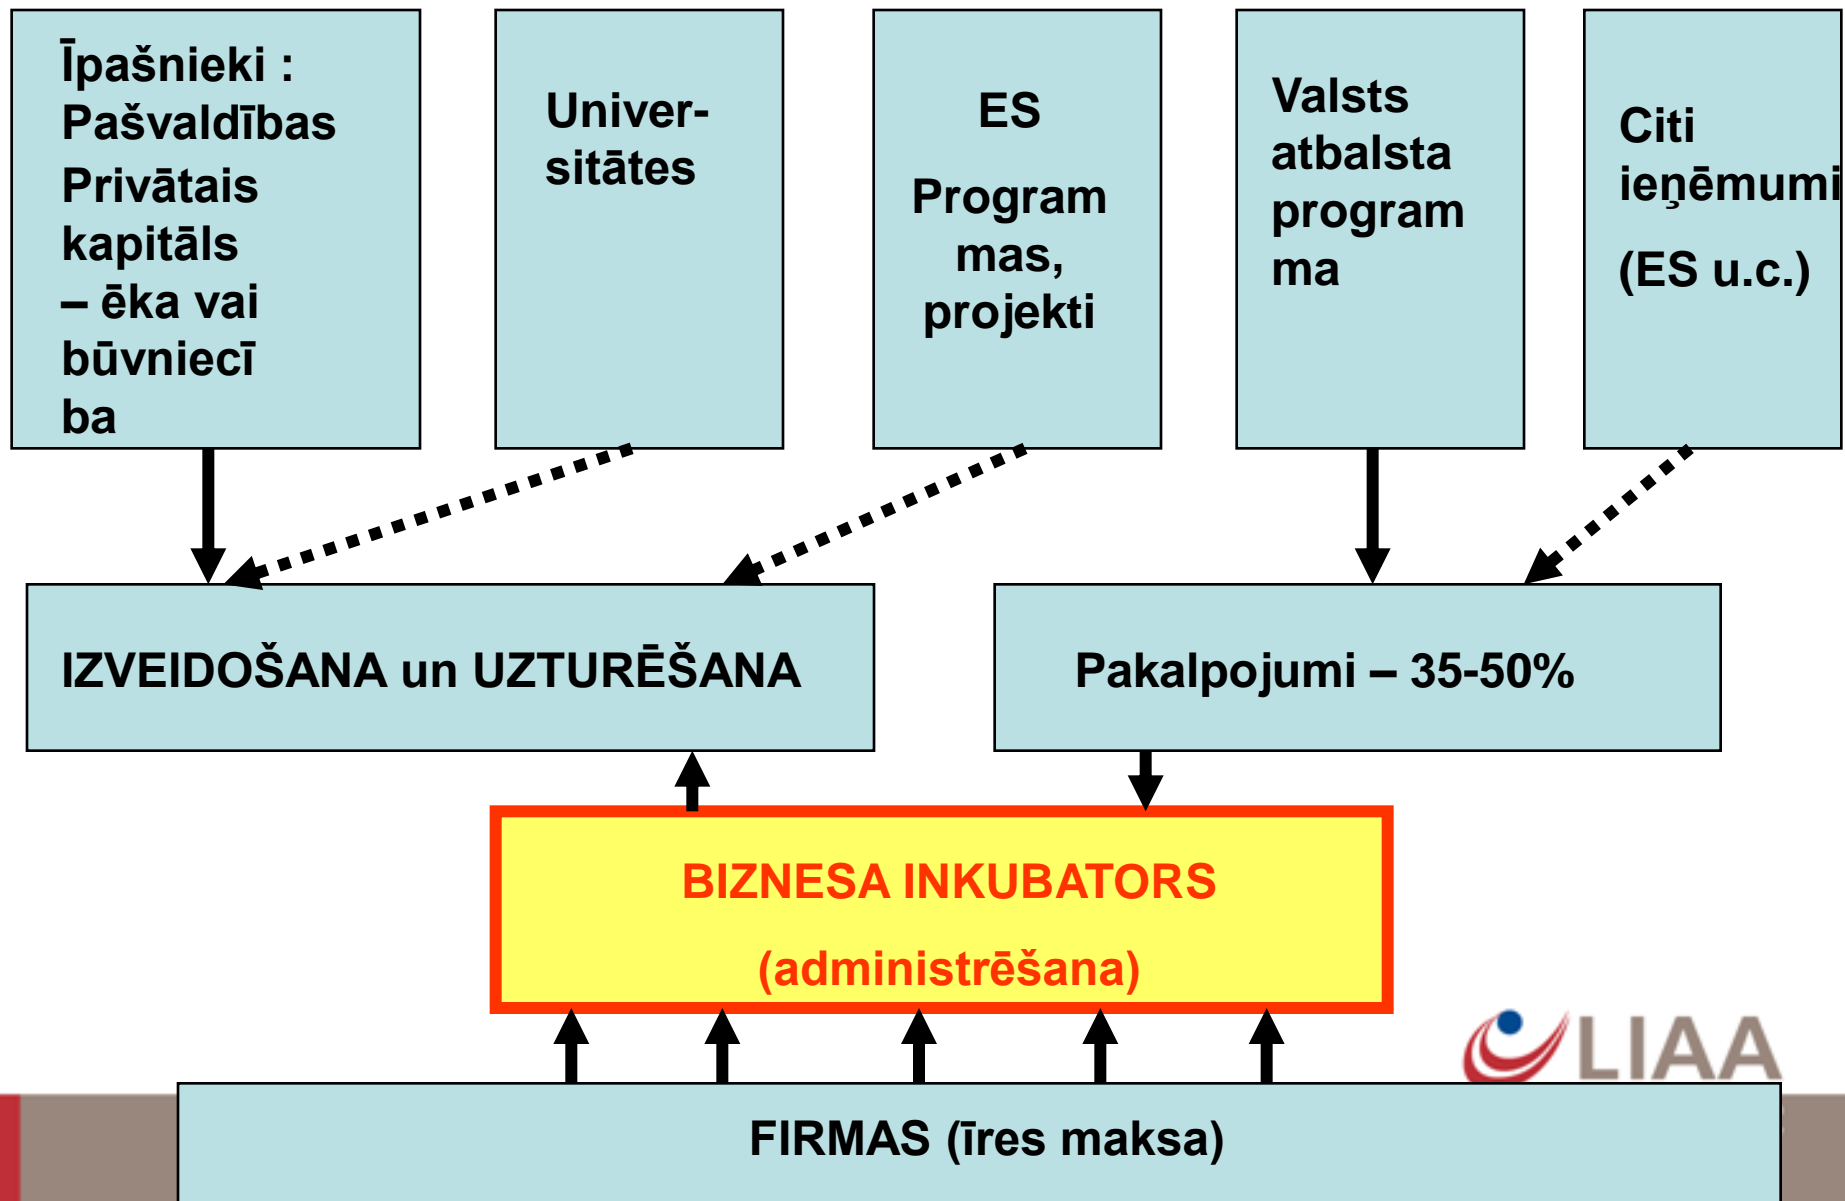 Īpašnieki :
Pašvaldības
Privātais
kapitāls
– ēka vai
būvniecī
ba
Univer-
sitātes
ES
Program
mas,
projekti
Valsts
atbalsta
program
ma
Citi
ieņēmumi
(ES u.c.)
IZVEIDOŠANA un UZTURĒŠANA
Pakalpojumi – 35-50%
BIZNESA INKUBATORS
(administrēšana)
LIAA
FIRMAS (īres maksa)